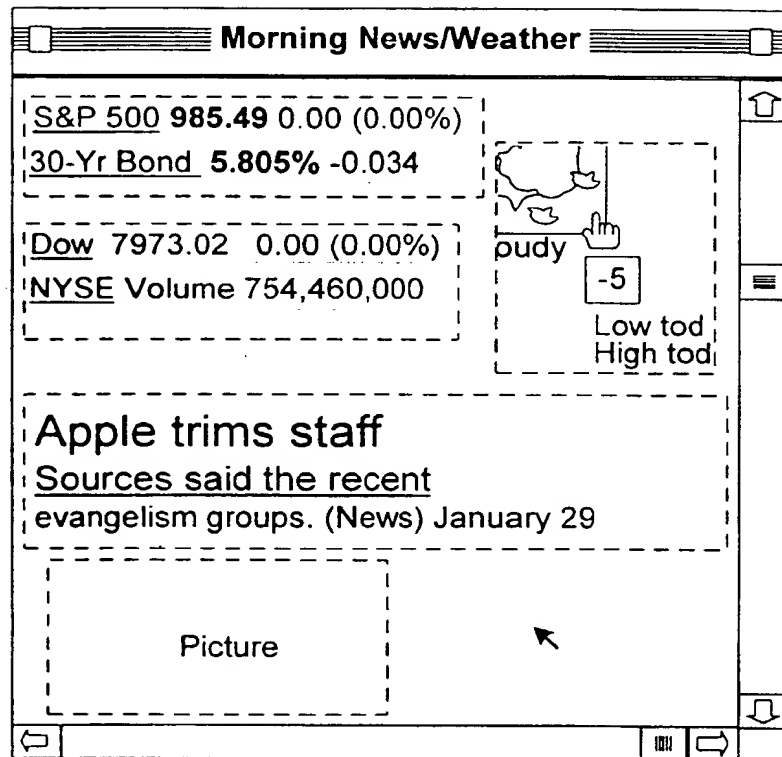 Morning News/Weather
S&P 500 985.49 0.00 (0.00%)
30-Yr Bond 5.805% -0.034
Dow 7973.02 0.00 (0.00%)
NYSE Volume 754,460,000
oudy
-5
Low tod
High tod
Apple trims staff
Sources said the recent
evangelism groups. (News) January 29
Picture